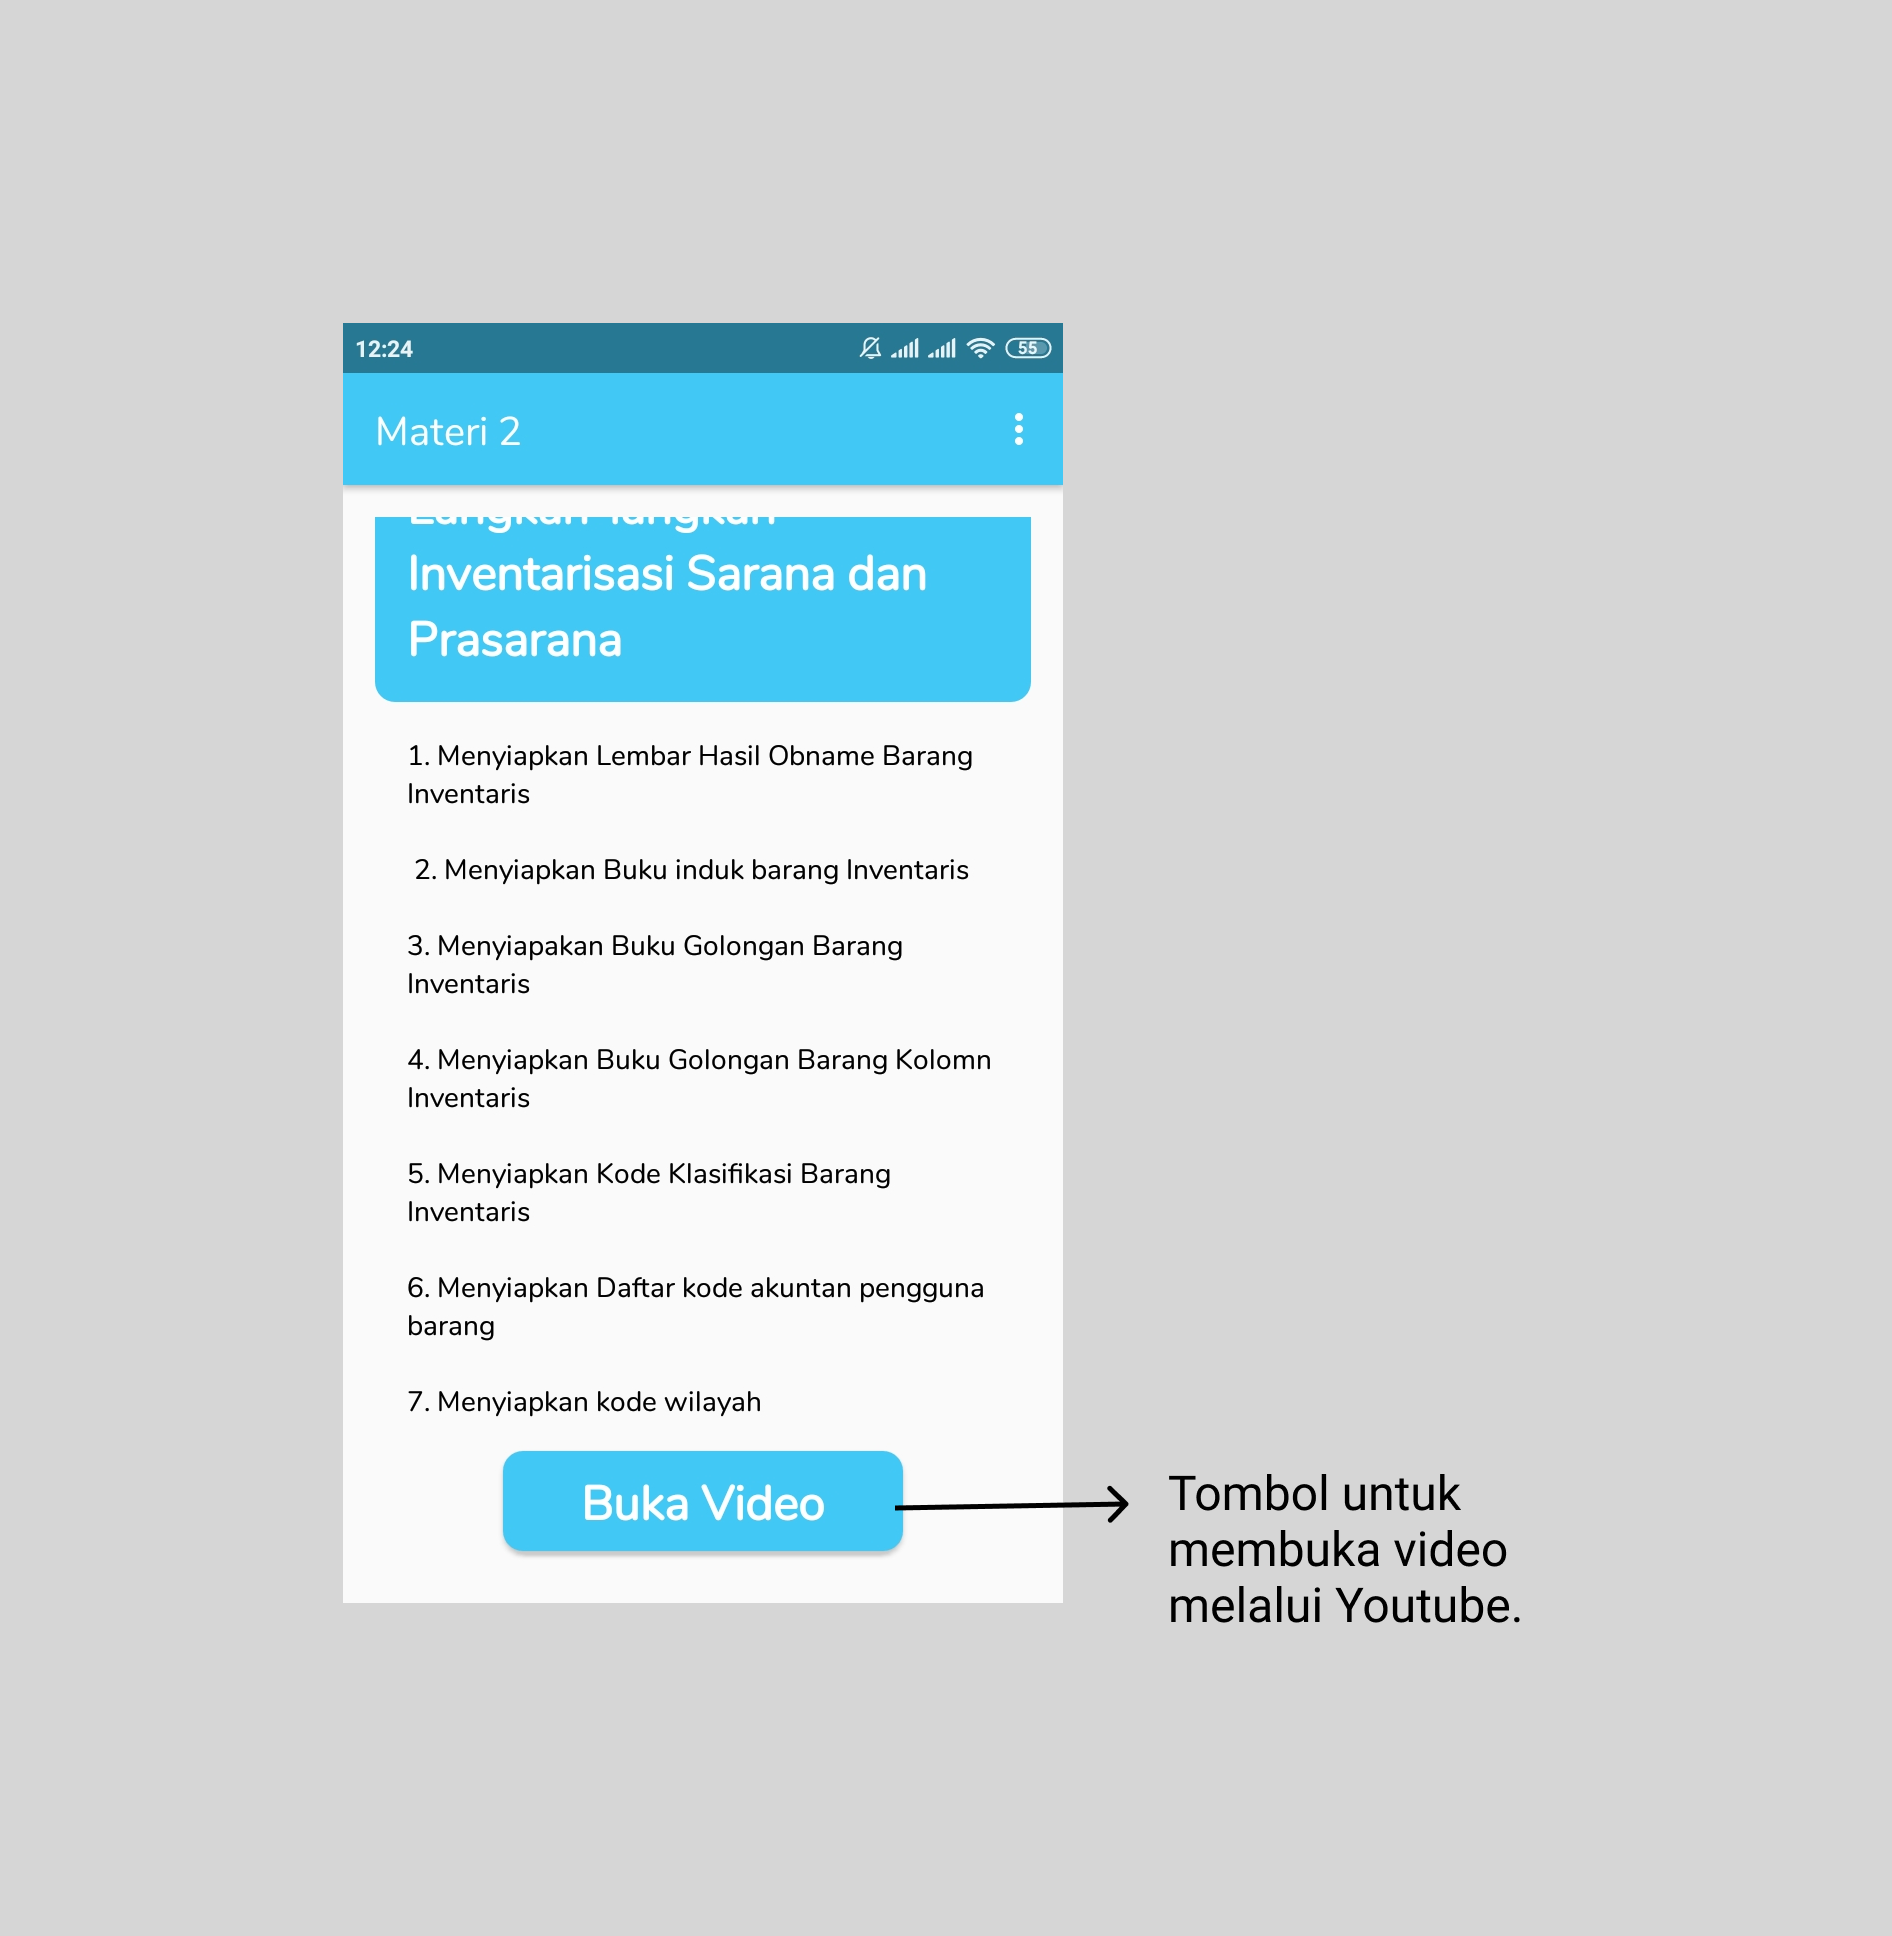 12:24
55
Materi 2
Langkah-langkah
Inventarisasi Sarana dan
Prasarana
1. Menyiapkan Lembar Hasil Obname Barang
Inventaris
2. Menyiapkan Buku induk barang Inventaris
3. Menyiapakan Buku Golongan Barang
Inventaris
4. Menyiapkan Buku Golongan Barang Kolomn
Inventaris
5. Menyiapkan Kode Klasifikasi Barang
Inventaris
6. Menyiapkan Daftar kode akuntan pengguna
barang
7. Menyiapkan kode wilayah
Buka Video
Tombol untuk
membuka video
melalui Youtube.